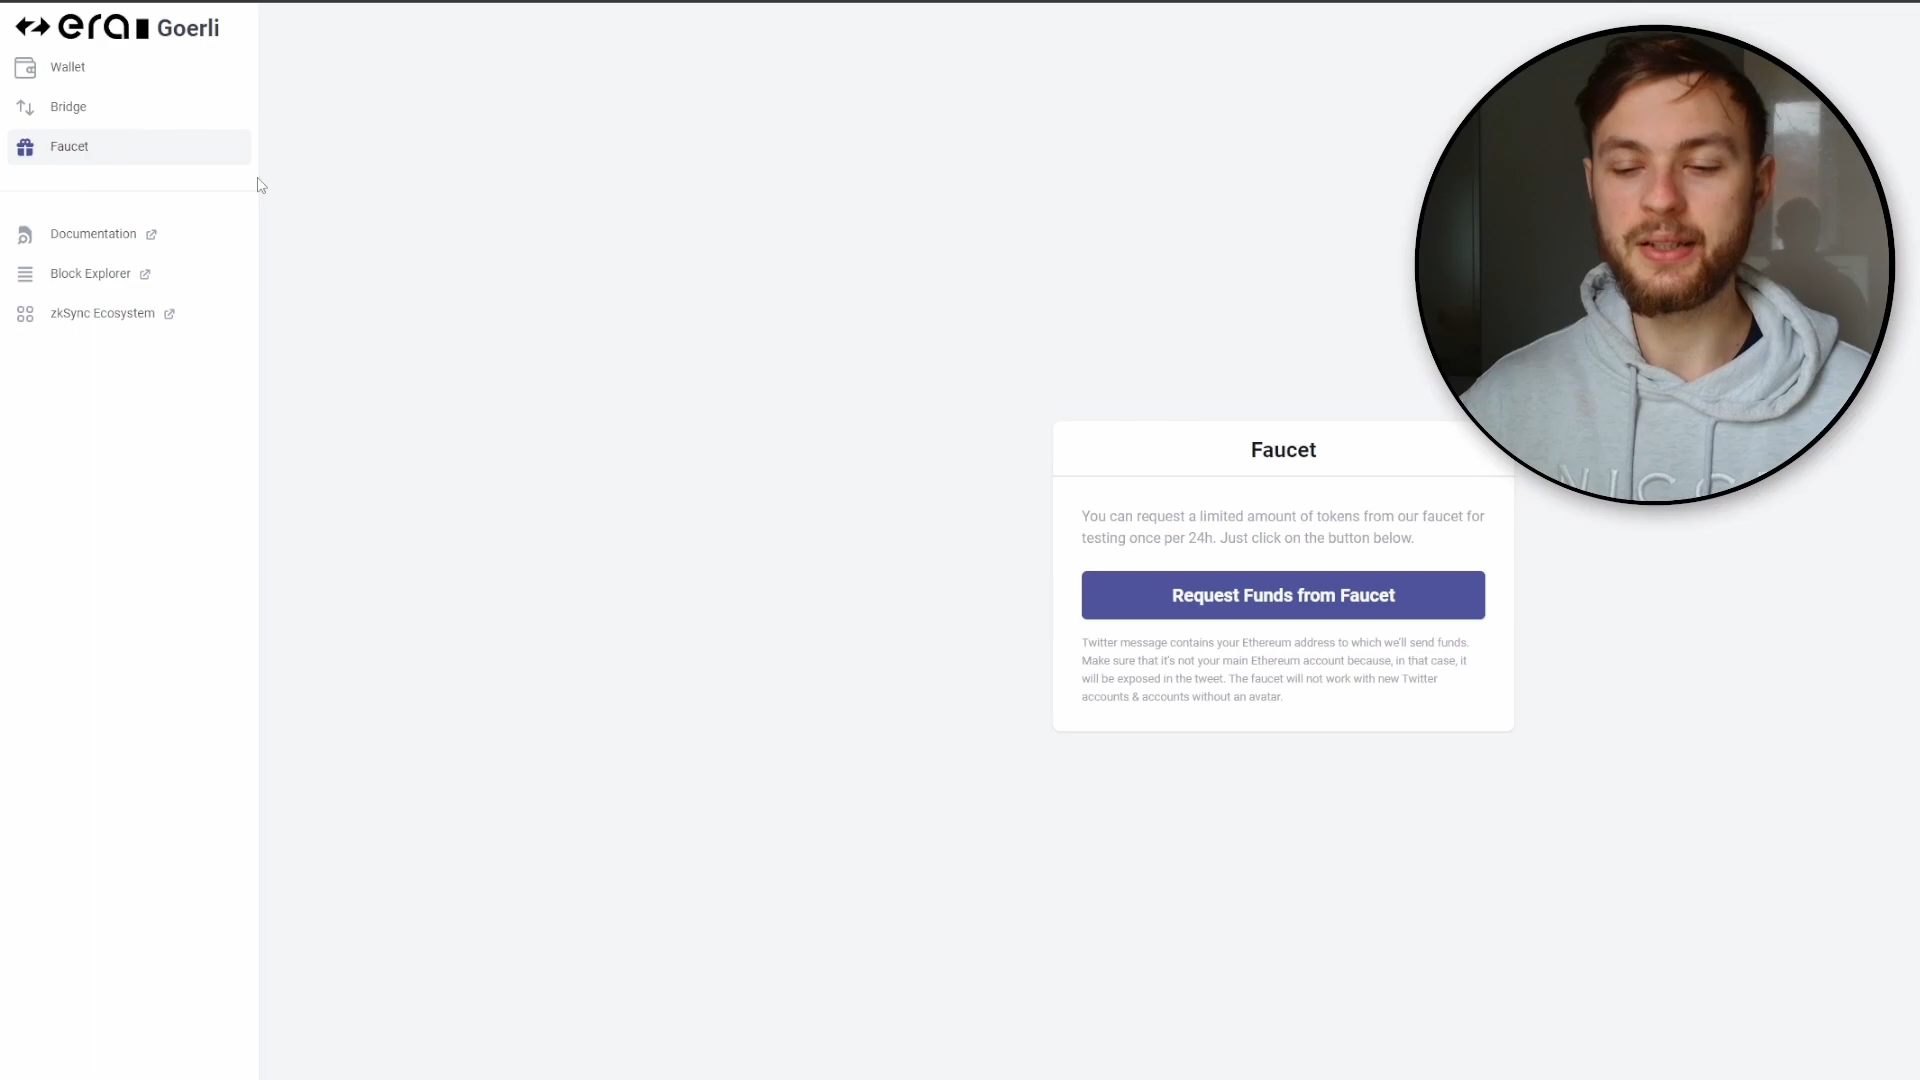 era Goerli
Wallet
Bridge
Faucet
Documentation
Block Explorer
zkSync Ecosystem
Faucet
You can request a limited amount of tokens from our faucet for
testing once per 24h. Just click on the button below.
Request Funds from Faucet
Twitter message contains your Ethereum address to which we'll send funds.
Make sure that it's not your main Ethereum account because, in that case, it
will be exposed in the tweet. The faucet will not work with new Twitter
accounts & accounts without an avatar.